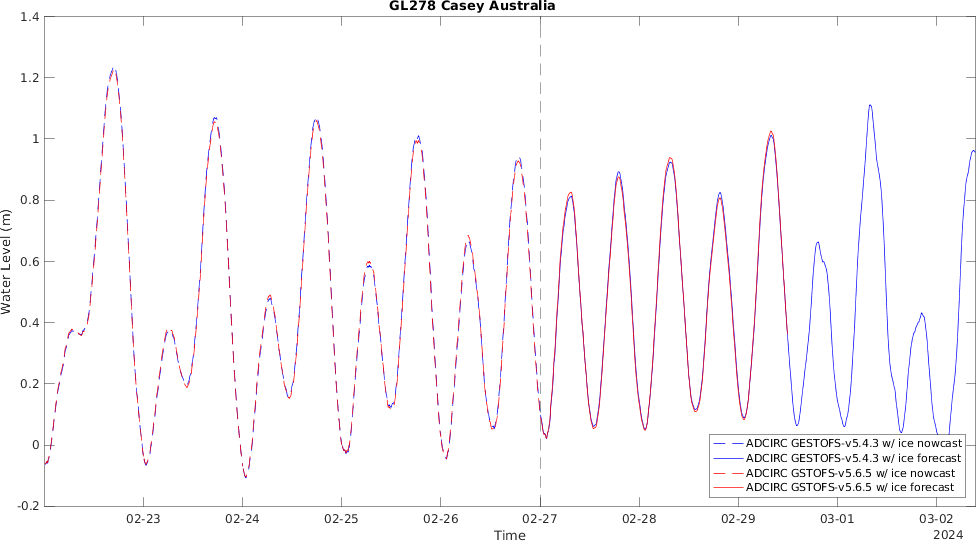 GL278 Casey Australia
1.4
1.2
1
0.8
0.6
0.4
0.2
0
-0.2
Water Level (m)
02-23
02-24
02-25
02-26
02-27
02-28
02-29
03-01
03-02
Time
2024
ADCIRC GESTOFS-v5.4.3 w/ ice nowcast
ADCIRC GESTOFS-v5.4.3 w/ ice forecast
ADCIRC GSTOFS-v5.6.5 w/ ice nowcast
ADCIRC GSTOFS-v5.6.5 w/ ice forecast